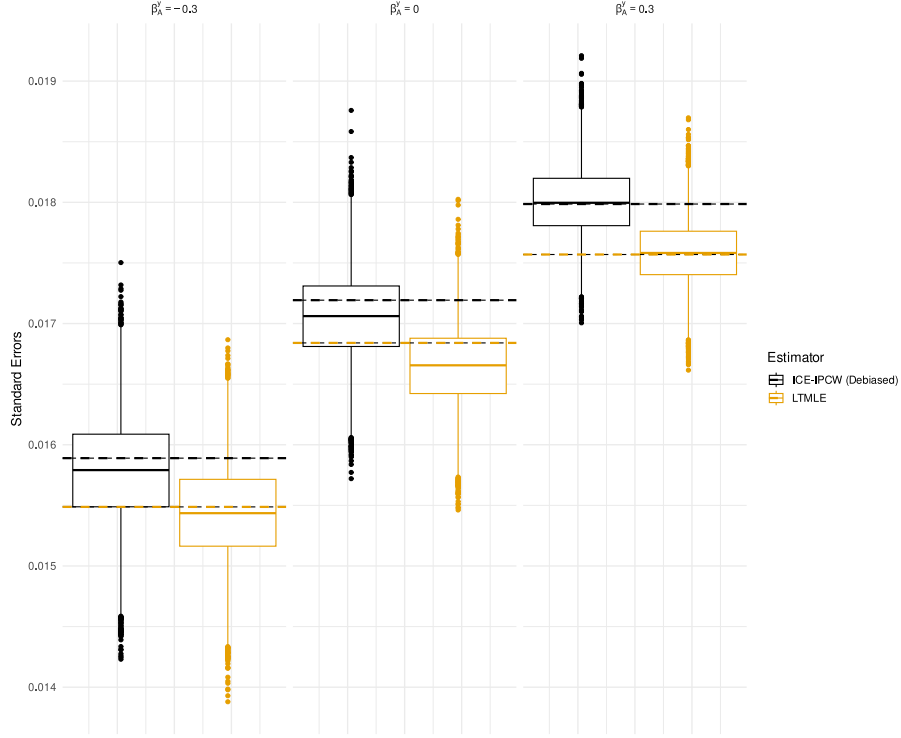 β_A^y = −0.3
β_A^y = 0
β_A^y = 0.3
0.019
0.018
0.017
0.016
0.015
0.014
Standard Errors
Estimator
ICE-IPCW (Debiased)
LTMLE